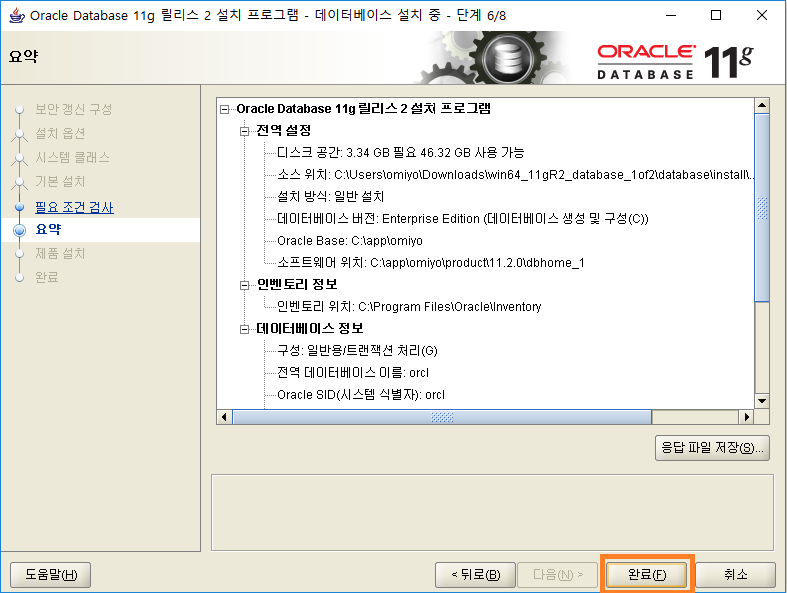 Oracle Database 11g 릴리스 2 설치 프로그램 - 데이터베이스 설치 중 - 단계 6/8
요약
ORACLE
DATABASE
11g
보안 갱신 구성
설치 옵션
시스템 클래스
기본 설치
필요 조건 검사
요약
제품 설치
완료
Oracle Database 11g 릴리스 2 설치 프로그램
전역 설정
디스크 공간: 3.34 GB 필요 46.32 GB 사용 가능
소스 위치: C:\Users\omiyo\Downloads\win64_11gR2_database_1of2\database\install\..
설치 방식: 일반 설치
데이터베이스 버전: Enterprise Edition (데이터베이스 생성 및 구성(C))
Oracle Base: C:\app\omiyo
소프트웨어 위치: C:\app\omiyo\product\11.2.0\dbhome_1
인벤토리 정보
인벤토리 위치: C:\Program Files\Oracle\Inventory
데이터베이스 정보
구성: 일반용/트랜잭션 처리(G)
전역 데이터베이스 이름: orcl
Oracle SID(시스템 식별자): orcl
응답 파일 저장(S)...
도움말(H)
< 뒤로(B)
다음(N) >
완료(F)
취소